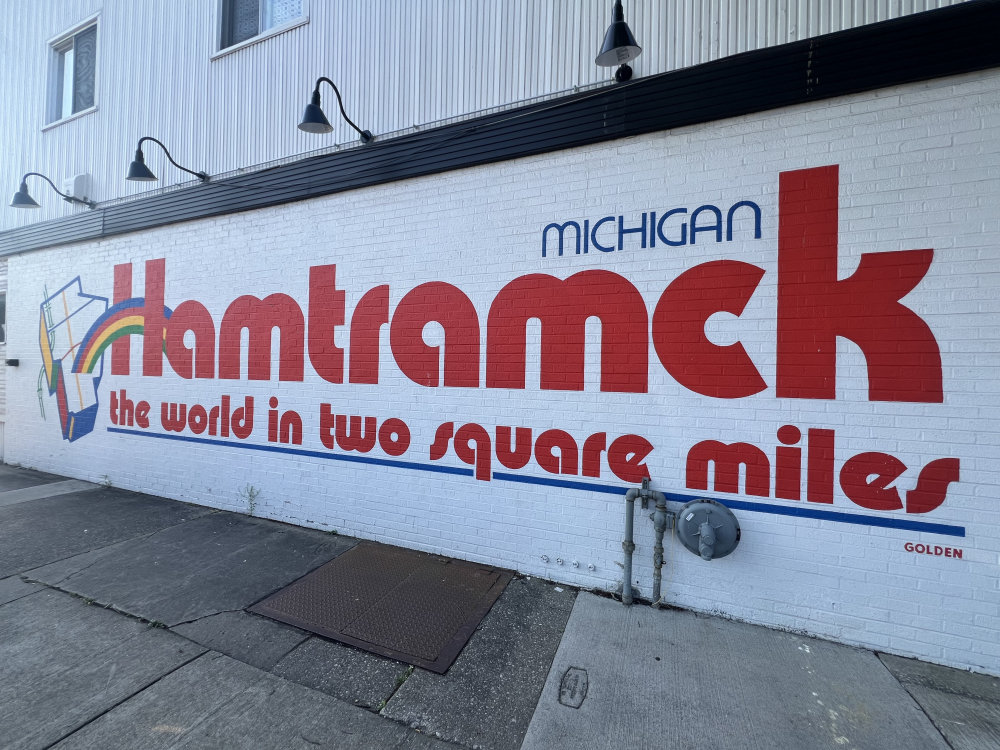 MICHIGAN
Hamtramck
the world in two square miles
GOLDEN